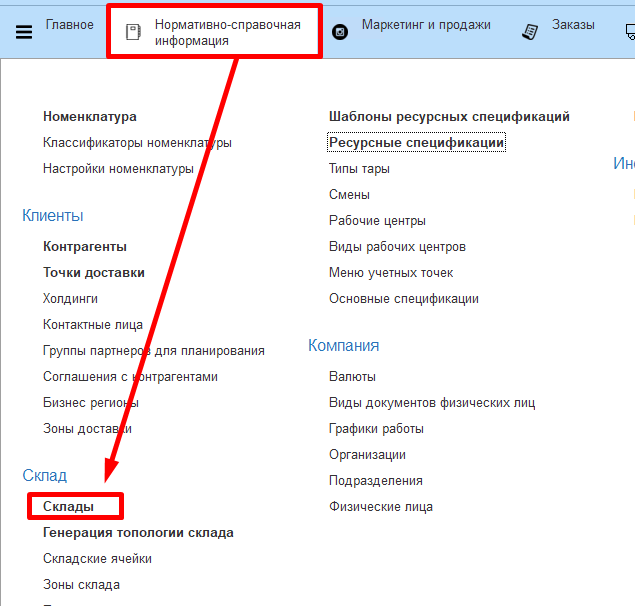 Главное
Нормативно-справочная
информация
Маркетинг и продажи
Заказы
Номенклатура
Классификаторы номенклатуры
Настройки номенклатуры
Клиенты
Контрагенты
Точки доставки
Холдинги
Контактные лица
Группы партнеров для планирования
Соглашения с контрагентами
Бизнес регионы
Зоны доставки
Склад
Склады
Генерация топологии склада
Складские ячейки
Зоны склада
Шаблоны ресурсных спецификаций
Ресурсные спецификации
Типы тары
Смены
Рабочие центры
Виды рабочих центров
Меню учетных точек
Основные спецификации
Компания
Валюты
Виды документов физических лиц
Графики работы
Организации
Подразделения
Физические лица